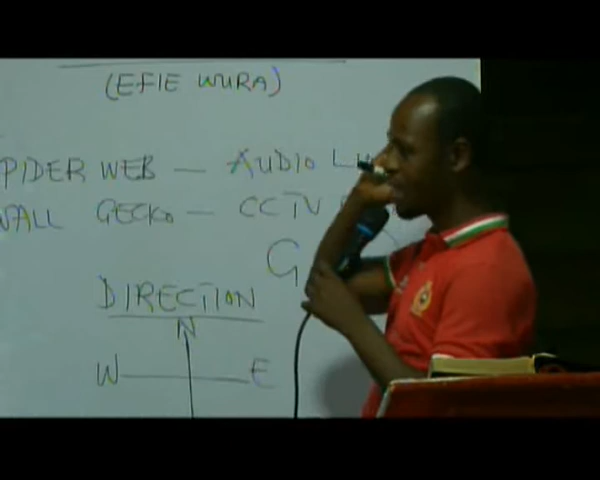 (EFIE WURA)
PIDER WEB — AUDIO
WALL GECKO — CCTV
G
DIRECTION
N
W E